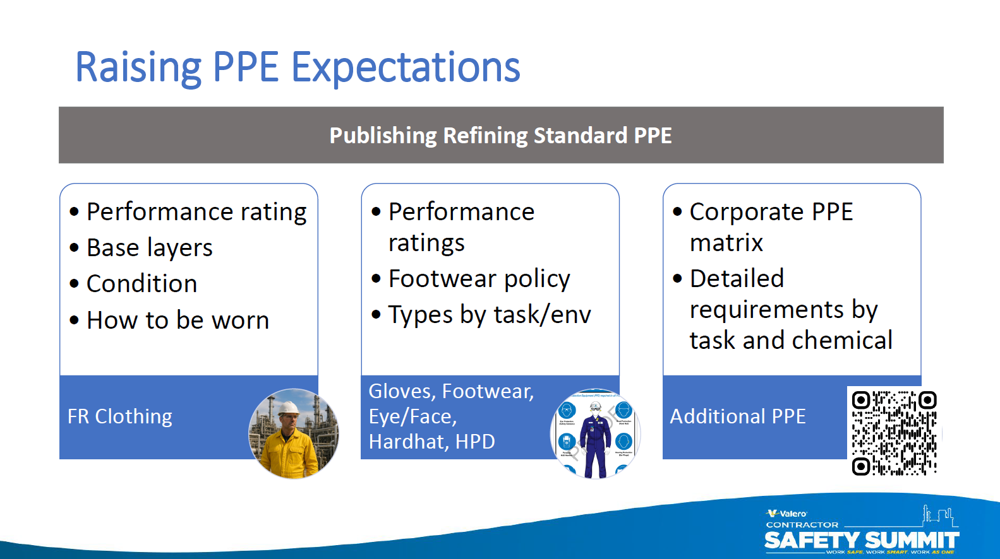 Raising PPE Expectations
Publishing Refining Standard PPE
• Performance rating
• Base layers
• Condition
• How to be worn
FR Clothing
• Performance
ratings
• Footwear policy
• Types by task/env
Gloves, Footwear,
Eye/Face,
Hardhat, HPD
• Corporate PPE
matrix
• Detailed
requirements by
task and chemical
Additional PPE
Valero
CONTRACTOR
SAFETY SUMMIT
WORK SAFE. WORK SMART. WORK AS ONE